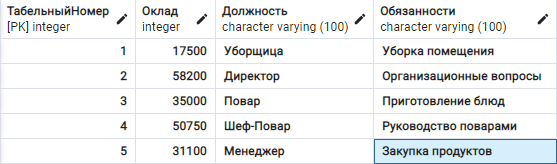 ТабельныйНомер Оклад Должность Обязанности
[PK] integer integer character varying (100) character varying (100)
1 17500 Уборщица Уборка помещения
2 58200 Директор Организационные вопросы
3 35000 Повар Приготовление блюд
4 50750 Шеф-Повар Руководство поварами
5 31100 Менеджер Закупка продуктов